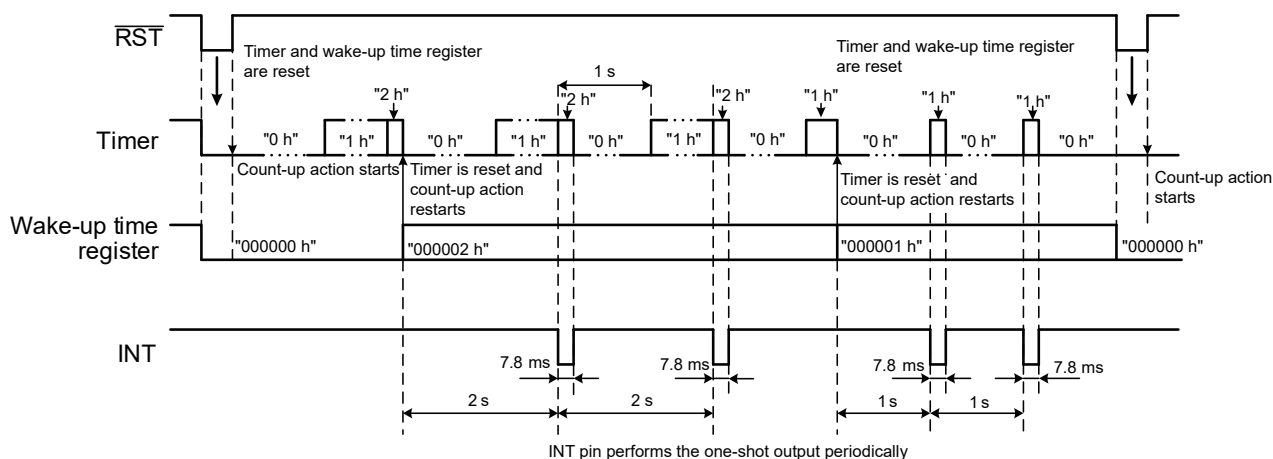 RST
Timer and wake-up time register
are reset
Timer and wake-up time register
are reset
1 s
"2 h"
"2 h"
"2 h"
"1 h"
"1 h"
"1 h"
Timer
"0 h"
"1 h"
"0 h"
"1 h"
"0 h"
"1 h"
"0 h"
"0 h"
"0 h"
"0 h"
Count-up action starts
Timer is reset and
count-up action
restarts
Timer is reset and
count-up action restarts
Count-up action
starts
Wake-up time
register
"000000 h"
"000002 h"
"000001 h"
"000000 h"
INT
7.8 ms
7.8 ms
7.8 ms
7.8 ms
2 s
2 s
1 s
1 s
INT pin performs the one-shot output periodically